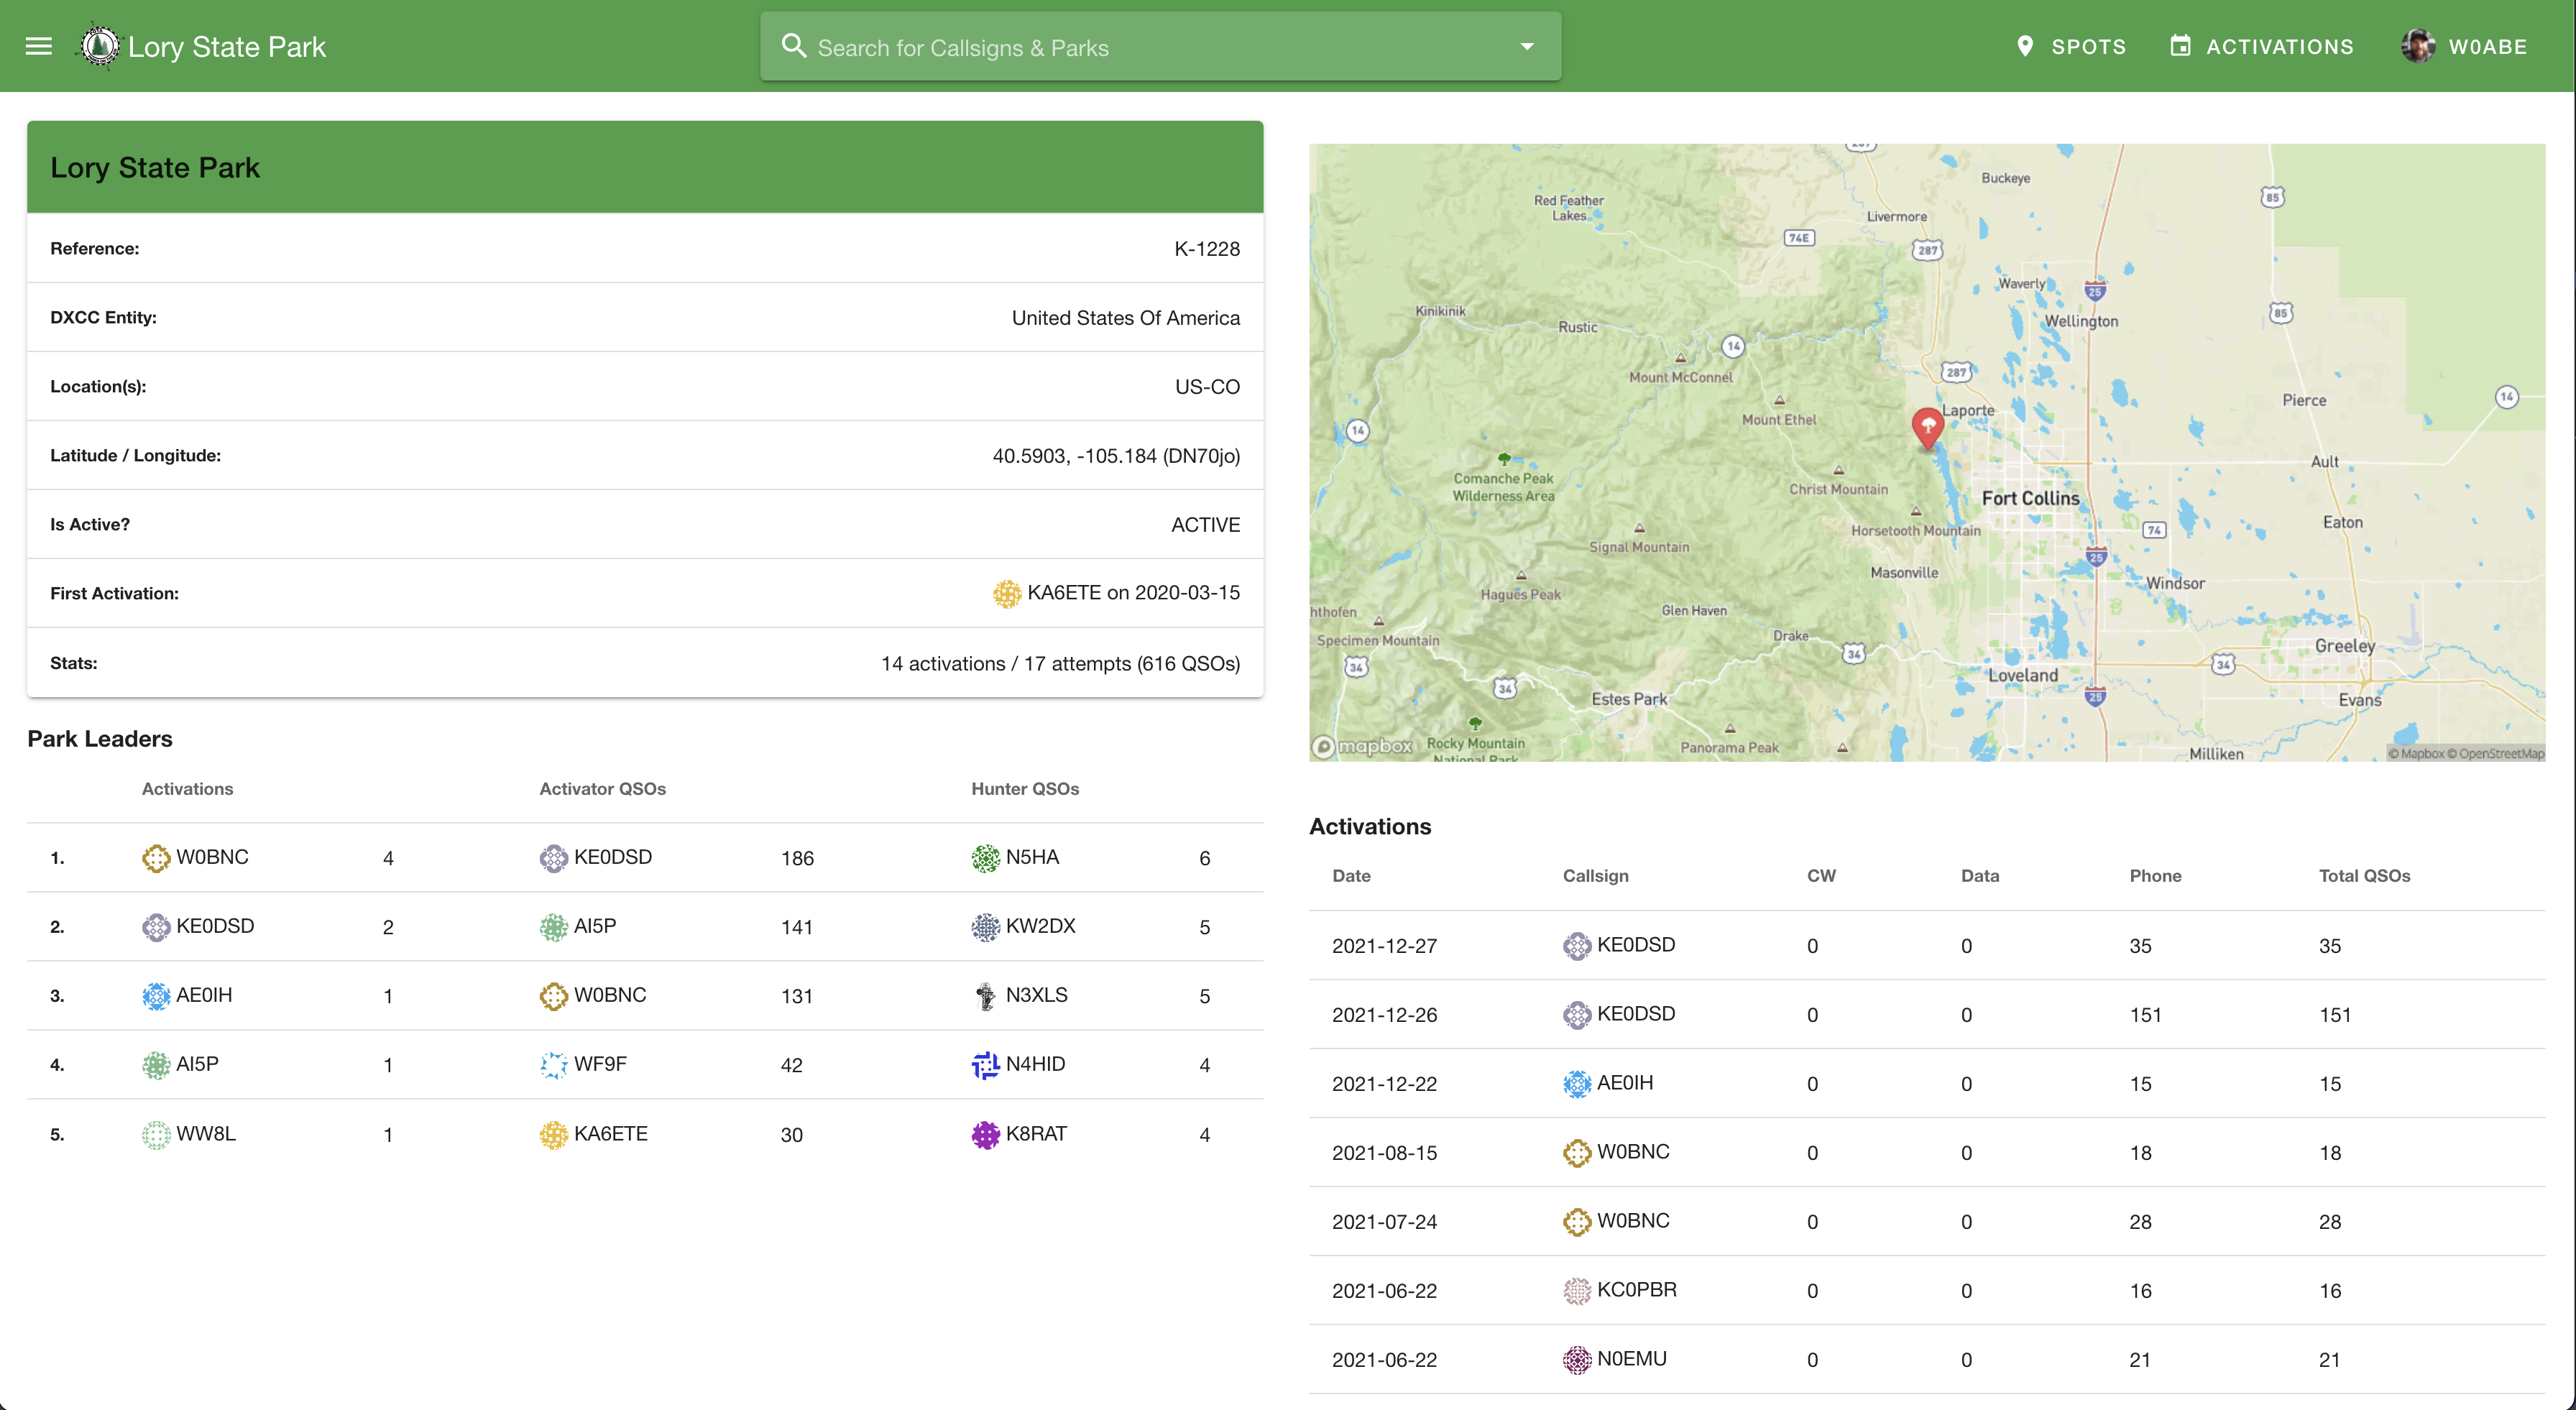 Lory State Park
Search for Callsigns & Parks
SPOTS
ACTIVATIONS
W0ABE
Lory State Park
Reference: K-1228
DXCC Entity: United States Of America
Location(s): US-CO
Latitude / Longitude: 40.5903, -105.184 (DN70jo)
Is Active? ACTIVE
First Activation: KA6ETE on 2020-03-15
Stats: 14 activations / 17 attempts (616 QSOs)
Park Leaders
Activations Activator QSOs Hunter QSOs
1. W0BNC 4 KE0DSD 186 N5HA 6
2. KE0DSD 2 AI5P 141 KW2DX 5
3. AE0IH 1 W0BNC 131 N3XLS 5
4. AI5P 1 WF9F 42 N4HID 4
5. WW8L 1 KA6ETE 30 K8RAT 4
287
Buckeye
Red Feather
Lakes
85
Livermore
74E
287
Waverly
25
Kinikinik
Rustic
Wellington
85
14
Mount McConnel
287
Laporte
Pierce
14
Mount Ethel
14
Ault
Comanche Peak
Wilderness Area
Christ Mountain
Fort Collins
Horsetooth Mountain
74
Eaton
Signal Mountain
25
Masonville
Windsor
Hagues Peak
Glen Haven
hthofen
Specimen Mountain
Drake
34
34
34
Greeley
34
Loveland
25
Estes Park
Evans
mapbox
Rocky Mountain
National Park
Panorama Peak
Milliken
© Mapbox © OpenStreetMap
Activations
Date Callsign CW Data Phone Total QSOs
2021-12-27 KE0DSD 0 0 35 35
2021-12-26 KE0DSD 0 0 151 151
2021-12-22 AE0IH 0 0 15 15
2021-08-15 W0BNC 0 0 18 18
2021-07-24 W0BNC 0 0 28 28
2021-06-22 KC0PBR 0 0 16 16
2021-06-22 N0EMU 0 0 21 21